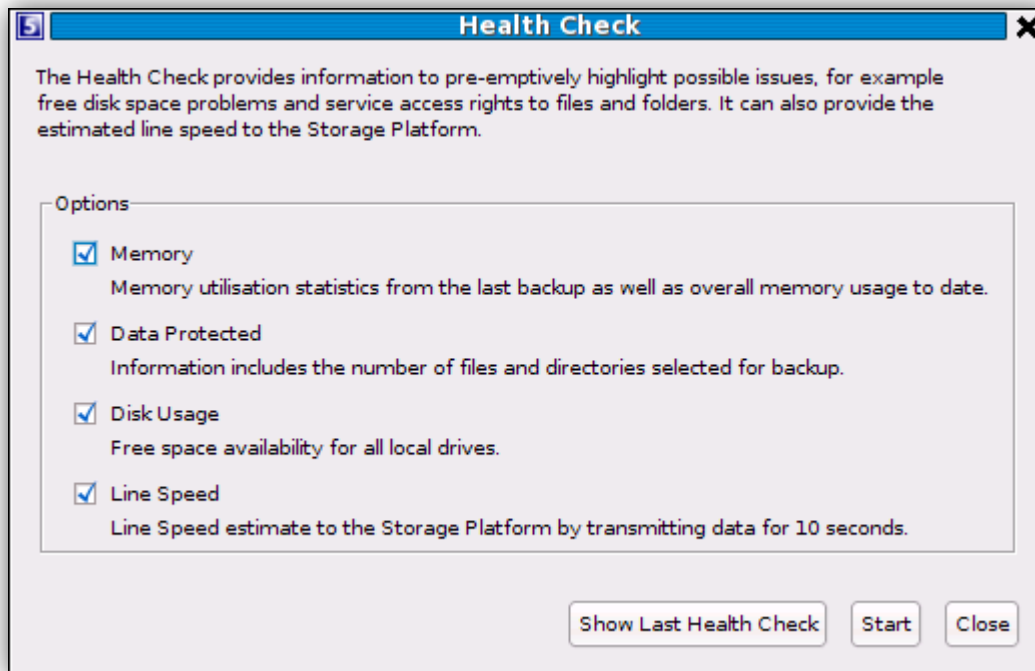 5 Health Check
The Health Check provides information to pre-emptively highlight possible issues, for example
free disk space problems and service access rights to files and folders. It can also provide the
estimated line speed to the Storage Platform.
Options
Memory
Memory utilisation statistics from the last backup as well as overall memory usage to date.
Data Protected
Information includes the number of files and directories selected for backup.
Disk Usage
Free space availability for all local drives.
Line Speed
Line Speed estimate to the Storage Platform by transmitting data for 10 seconds.
Show Last Health Check Start Close